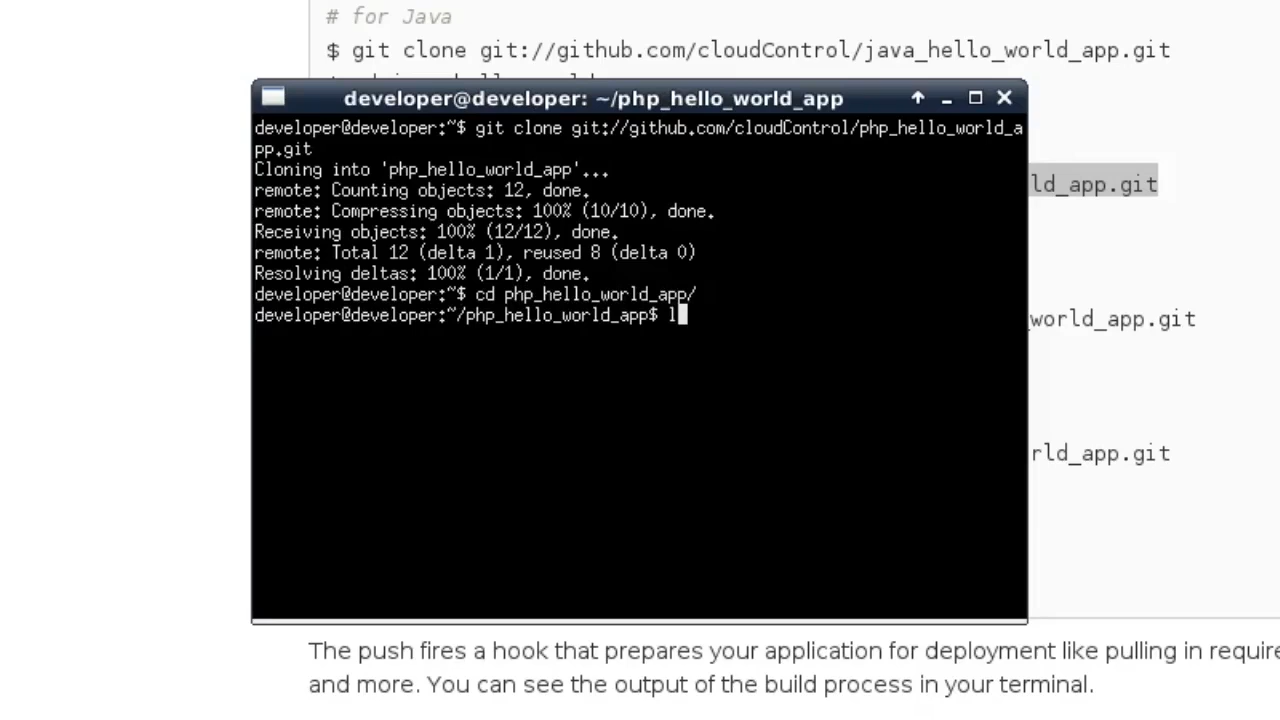 # for Java
$ git clone git://github.com/cloudControl/java_hello_world_app.git
developer@developer: ~/php_hello_world_app
developer@developer:~$ git clone git://github.com/cloudControl/php_hello_world_a
pp.git
Cloning into 'php_hello_world_app'...
remote: Counting objects: 12, done.
remote: Compressing objects: 100% (10/10), done.
Receiving objects: 100% (12/12), done.
remote: Total 12 (delta 1), reused 8 (delta 0)
Resolving deltas: 100% (1/1), done.
developer@developer:~$ cd php_hello_world_app/
developer@developer:~/php_hello_world_app$ l
ld_app.git
world_app.git
rld_app.git
The push fires a hook that prepares your application for deployment like pulling in require
and more. You can see the output of the build process in your terminal.